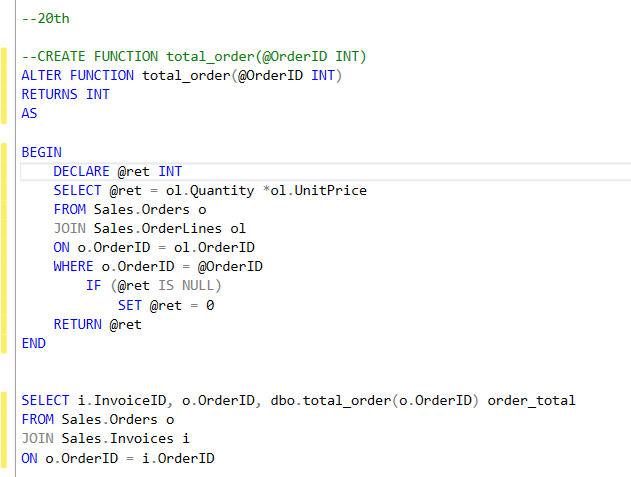 --20th
--CREATE FUNCTION total_order(@OrderID INT)
ALTER FUNCTION total_order(@OrderID INT)
RETURNS INT
AS
BEGIN
DECLARE @ret INT
SELECT @ret = ol.Quantity *ol.UnitPrice
FROM Sales.Orders o
JOIN Sales.OrderLines ol
ON o.OrderID = ol.OrderID
WHERE o.OrderID = @OrderID
IF (@ret IS NULL)
SET @ret = 0
RETURN @ret
END
SELECT i.InvoiceID, o.OrderID, dbo.total_order(o.OrderID) order_total
FROM Sales.Orders o
JOIN Sales.Invoices i
ON o.OrderID = i.OrderID